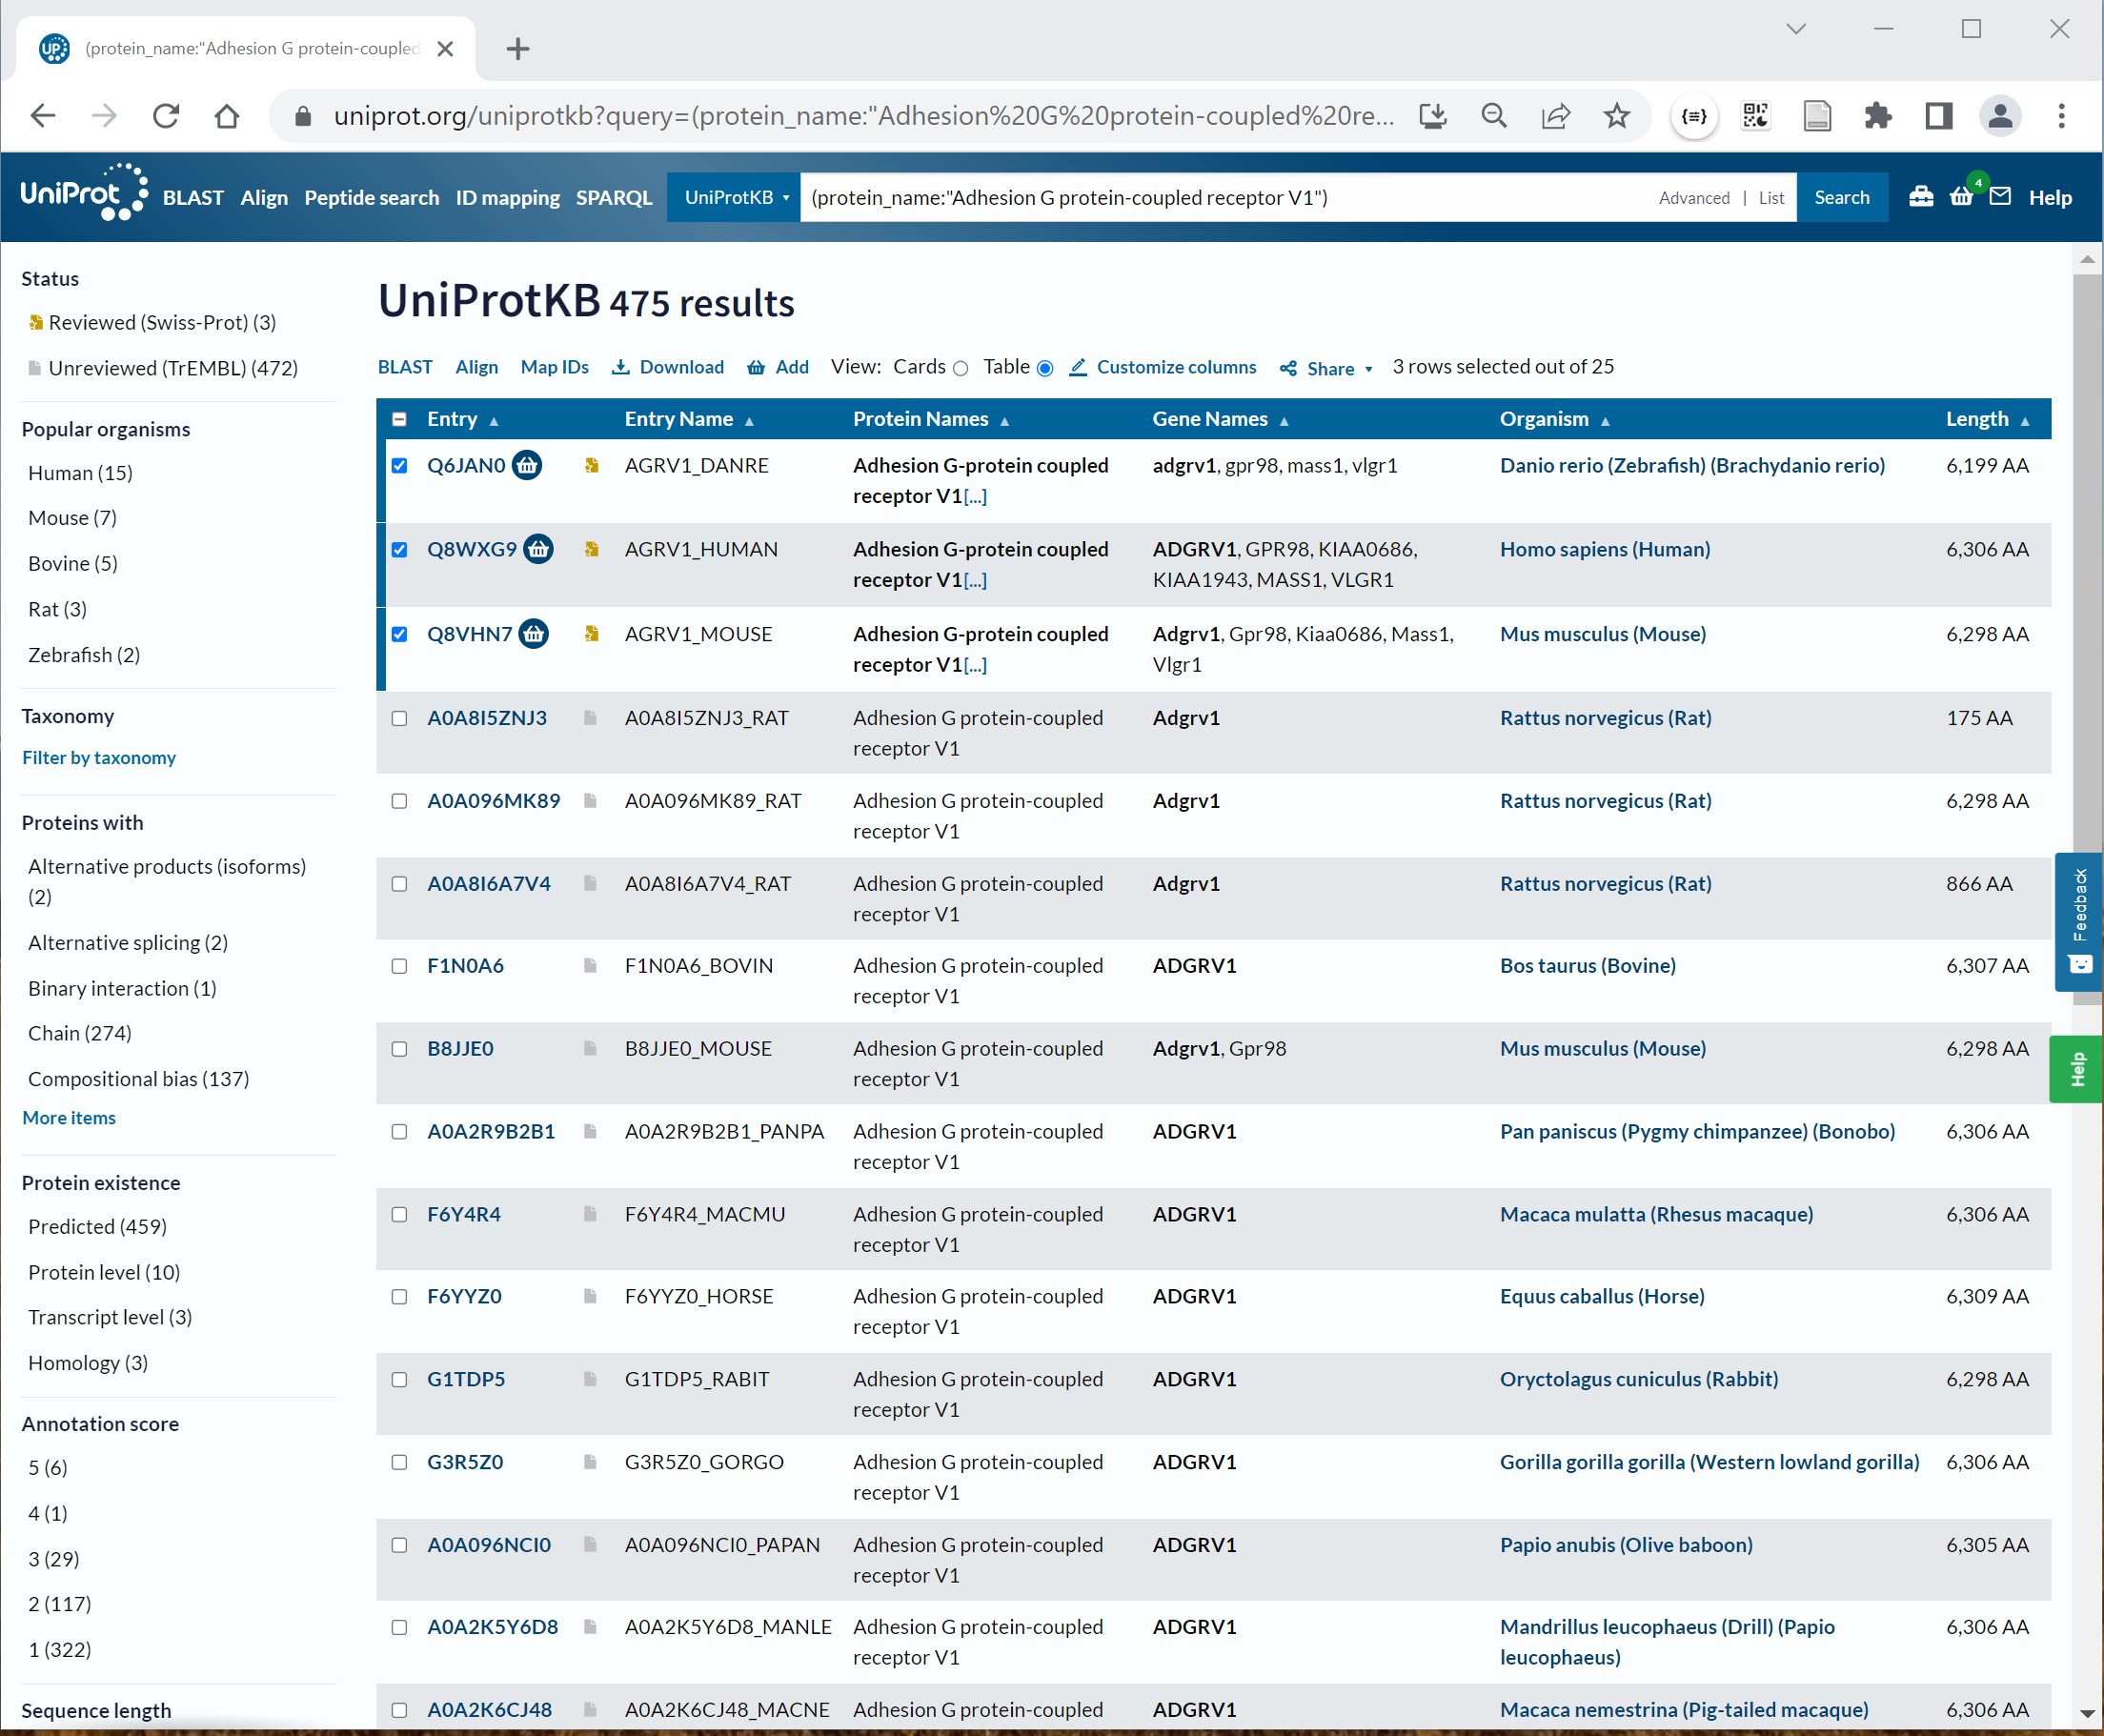 (protein_name:"Adhesion G protein-coupled
uniprot.org/uniprotkb?query=(protein_name:"Adhesion%20G%20protein-coupled%20re...
UniProt BLAST Align Peptide search ID mapping SPARQL UniProtKB (protein_name:"Adhesion G protein-coupled receptor V1") Advanced | List Search 4 Help
Status
Reviewed (Swiss-Prot) (3)
Unreviewed (TrEMBL) (472)
Popular organisms
Human (15)
Mouse (7)
Bovine (5)
Rat (3)
Zebrafish (2)
Taxonomy
Filter by taxonomy
Proteins with
Alternative products (isoforms)
(2)
Alternative splicing (2)
Binary interaction (1)
Chain (274)
Compositional bias (137)
More items
Protein existence
Predicted (459)
Protein level (10)
Transcript level (3)
Homology (3)
Annotation score
5 (6)
4 (1)
3 (29)
2 (117)
1 (322)
Sequence length
UniProtKB 475 results
BLAST Align Map IDs Download Add View: Cards Table Customize columns Share 3 rows selected out of 25
Entry Entry Name Protein Names Gene Names Organism Length
Q6JAN0 AGRV1_DANRE Adhesion G-protein coupled adgrv1, gpr98, mass1, vlgr1 Danio rerio (Zebrafish) (Brachydanio rerio) 6,199 AA
receptor V1[...]
Q8WXG9 AGRV1_HUMAN Adhesion G-protein coupled ADGRV1, GPR98, KIAA0686, Homo sapiens (Human) 6,306 AA
receptor V1[...] KIAA1943, MASS1, VLGR1
Q8VHN7 AGRV1_MOUSE Adhesion G-protein coupled Adgrv1, Gpr98, Kiaa0686, Mass1, Mus musculus (Mouse) 6,298 AA
receptor V1[...] Vlgr1
A0A8I5ZNJ3 A0A8I5ZNJ3_RAT Adhesion G protein-coupled Adgrv1 Rattus norvegicus (Rat) 175 AA
receptor V1
A0A096MK89 A0A096MK89_RAT Adhesion G protein-coupled Adgrv1 Rattus norvegicus (Rat) 6,298 AA
receptor V1
A0A8I6A7V4 A0A8I6A7V4_RAT Adhesion G protein-coupled Adgrv1 Rattus norvegicus (Rat) 866 AA
receptor V1
F1N0A6 F1N0A6_BOVIN Adhesion G protein-coupled ADGRV1 Bos taurus (Bovine) 6,307 AA
receptor V1
B8JJE0 B8JJE0_MOUSE Adhesion G protein-coupled Adgrv1, Gpr98 Mus musculus (Mouse) 6,298 AA
receptor V1
A0A2R9B2B1 A0A2R9B2B1_PANPA Adhesion G protein-coupled ADGRV1 Pan paniscus (Pygmy chimpanzee) (Bonobo) 6,306 AA
receptor V1
F6Y4R4 F6Y4R4_MACMU Adhesion G protein-coupled ADGRV1 Macaca mulatta (Rhesus macaque) 6,306 AA
receptor V1
F6YYZ0 F6YYZ0_HORSE Adhesion G protein-coupled ADGRV1 Equus caballus (Horse) 6,309 AA
receptor V1
G1TDP5 G1TDP5_RABIT Adhesion G protein-coupled ADGRV1 Oryctolagus cuniculus (Rabbit) 6,298 AA
receptor V1
G3R5Z0 G3R5Z0_GORGO Adhesion G protein-coupled ADGRV1 Gorilla gorilla gorilla (Western lowland gorilla) 6,306 AA
receptor V1
A0A096NCI0 A0A096NCI0_PAPAN Adhesion G protein-coupled ADGRV1 Papio anubis (Olive baboon) 6,305 AA
receptor V1
A0A2K5Y6D8 A0A2K5Y6D8_MANLE Adhesion G protein-coupled ADGRV1 Mandrillus leucophaeus (Drill) (Papio 6,306 AA
receptor V1 leucophaeus)
A0A2K6CJ48 A0A2K6CJ48_MACNE Adhesion G protein-coupled ADGRV1 Macaca nemestrina (Pig-tailed macaque) 6,306 AA
Feedback
Help